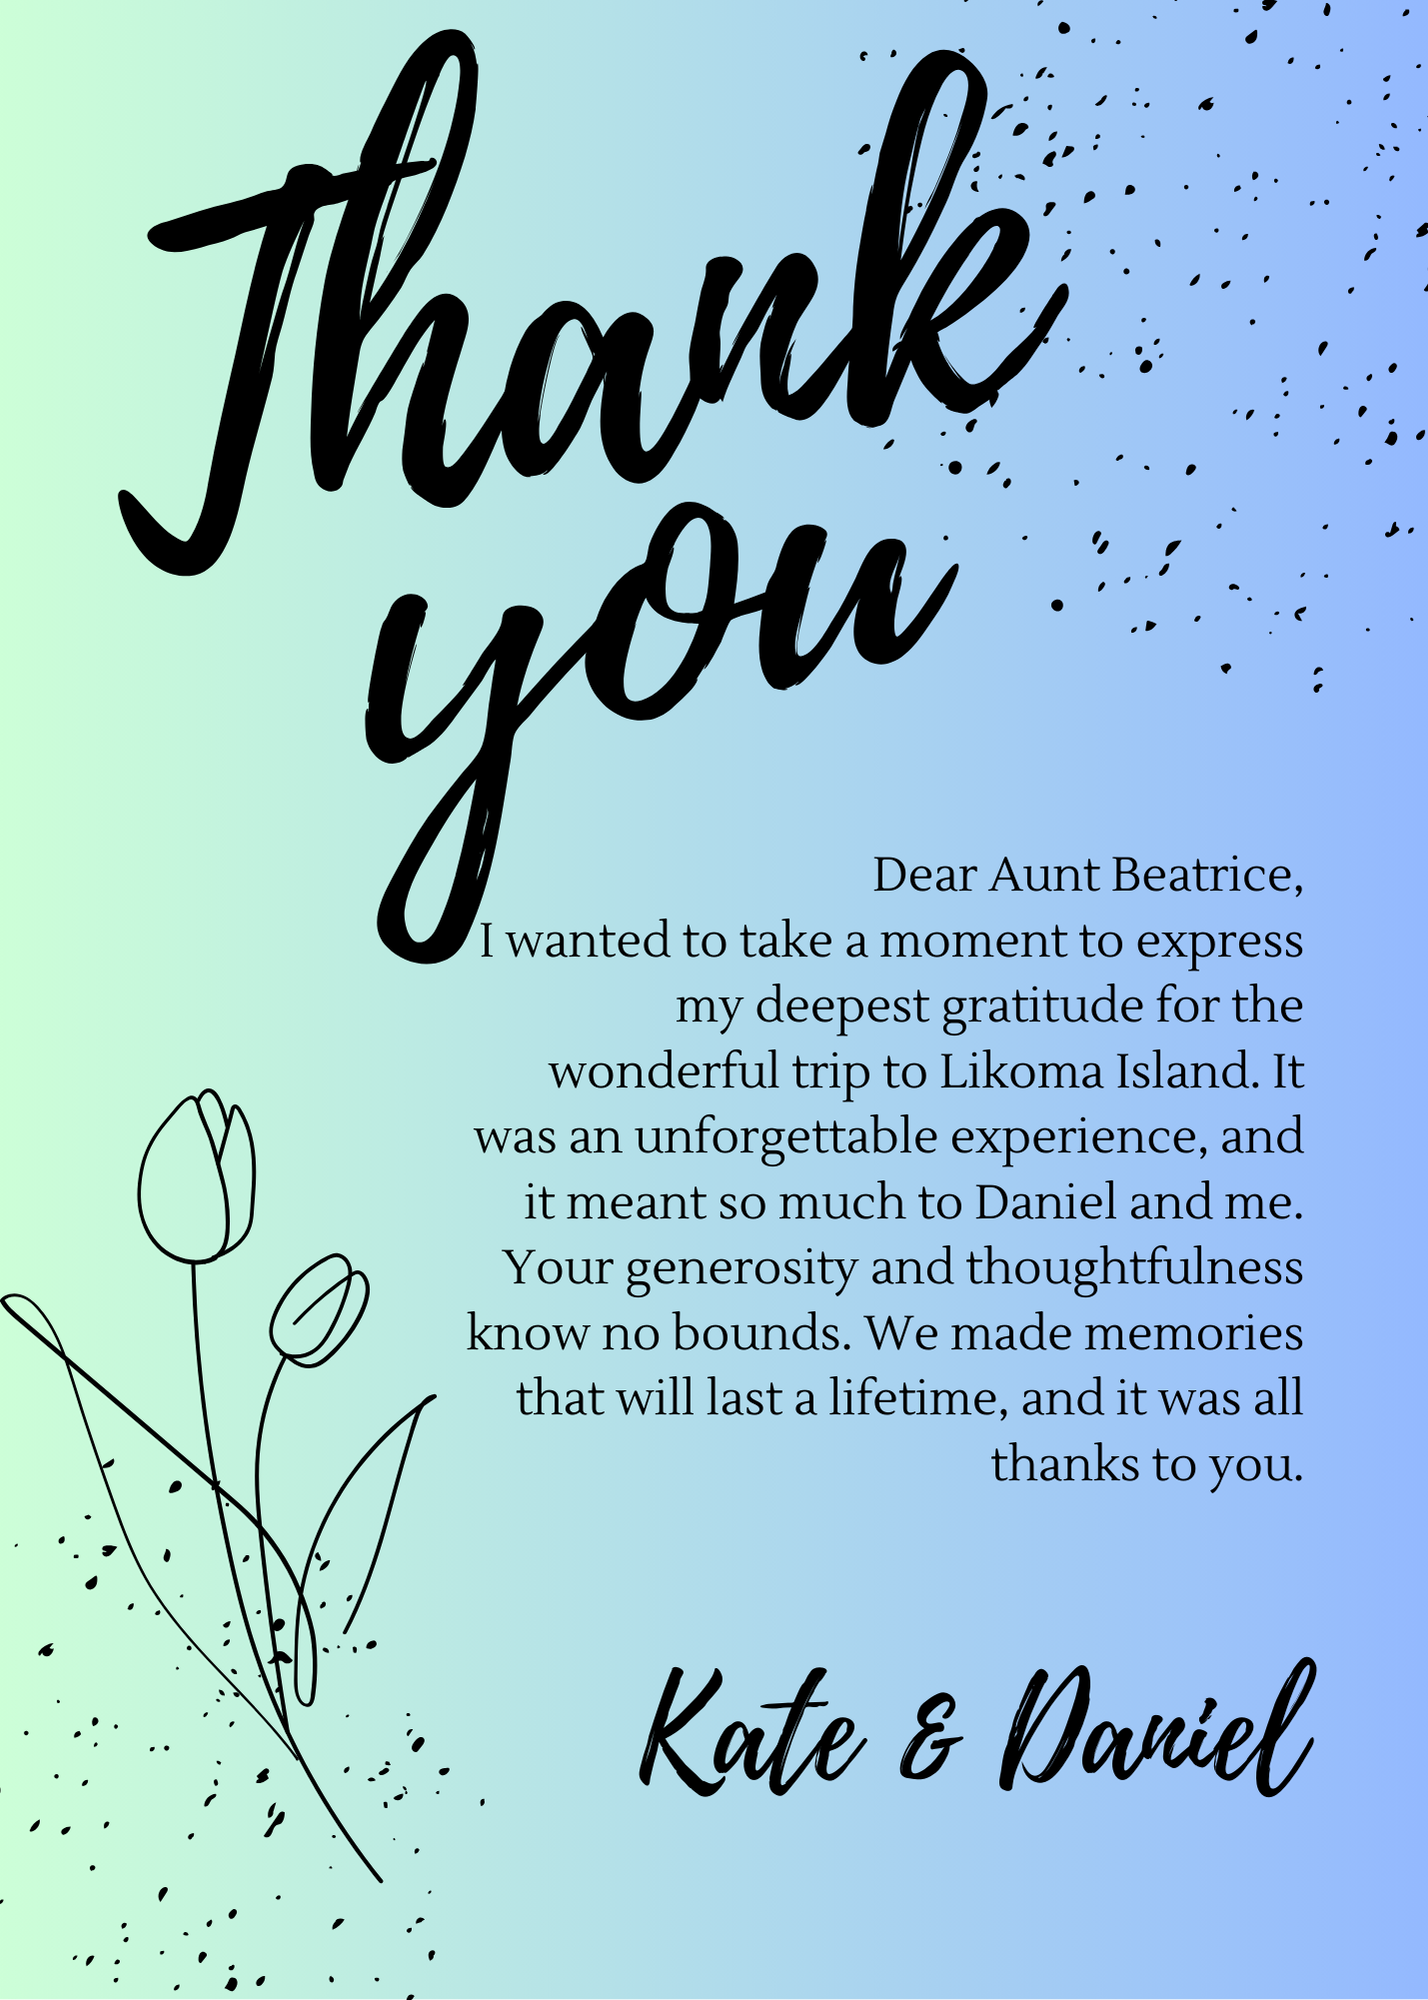 Thank
you
Dear Aunt Beatrice,
I wanted to take a moment to express
my deepest gratitude for the
wonderful trip to Likoma Island. It
was an unforgettable experience, and
it meant so much to Daniel and me.
Your generosity and thoughtfulness
know no bounds. We made memories
that will last a lifetime, and it was all
thanks to you.
Kate & Daniel